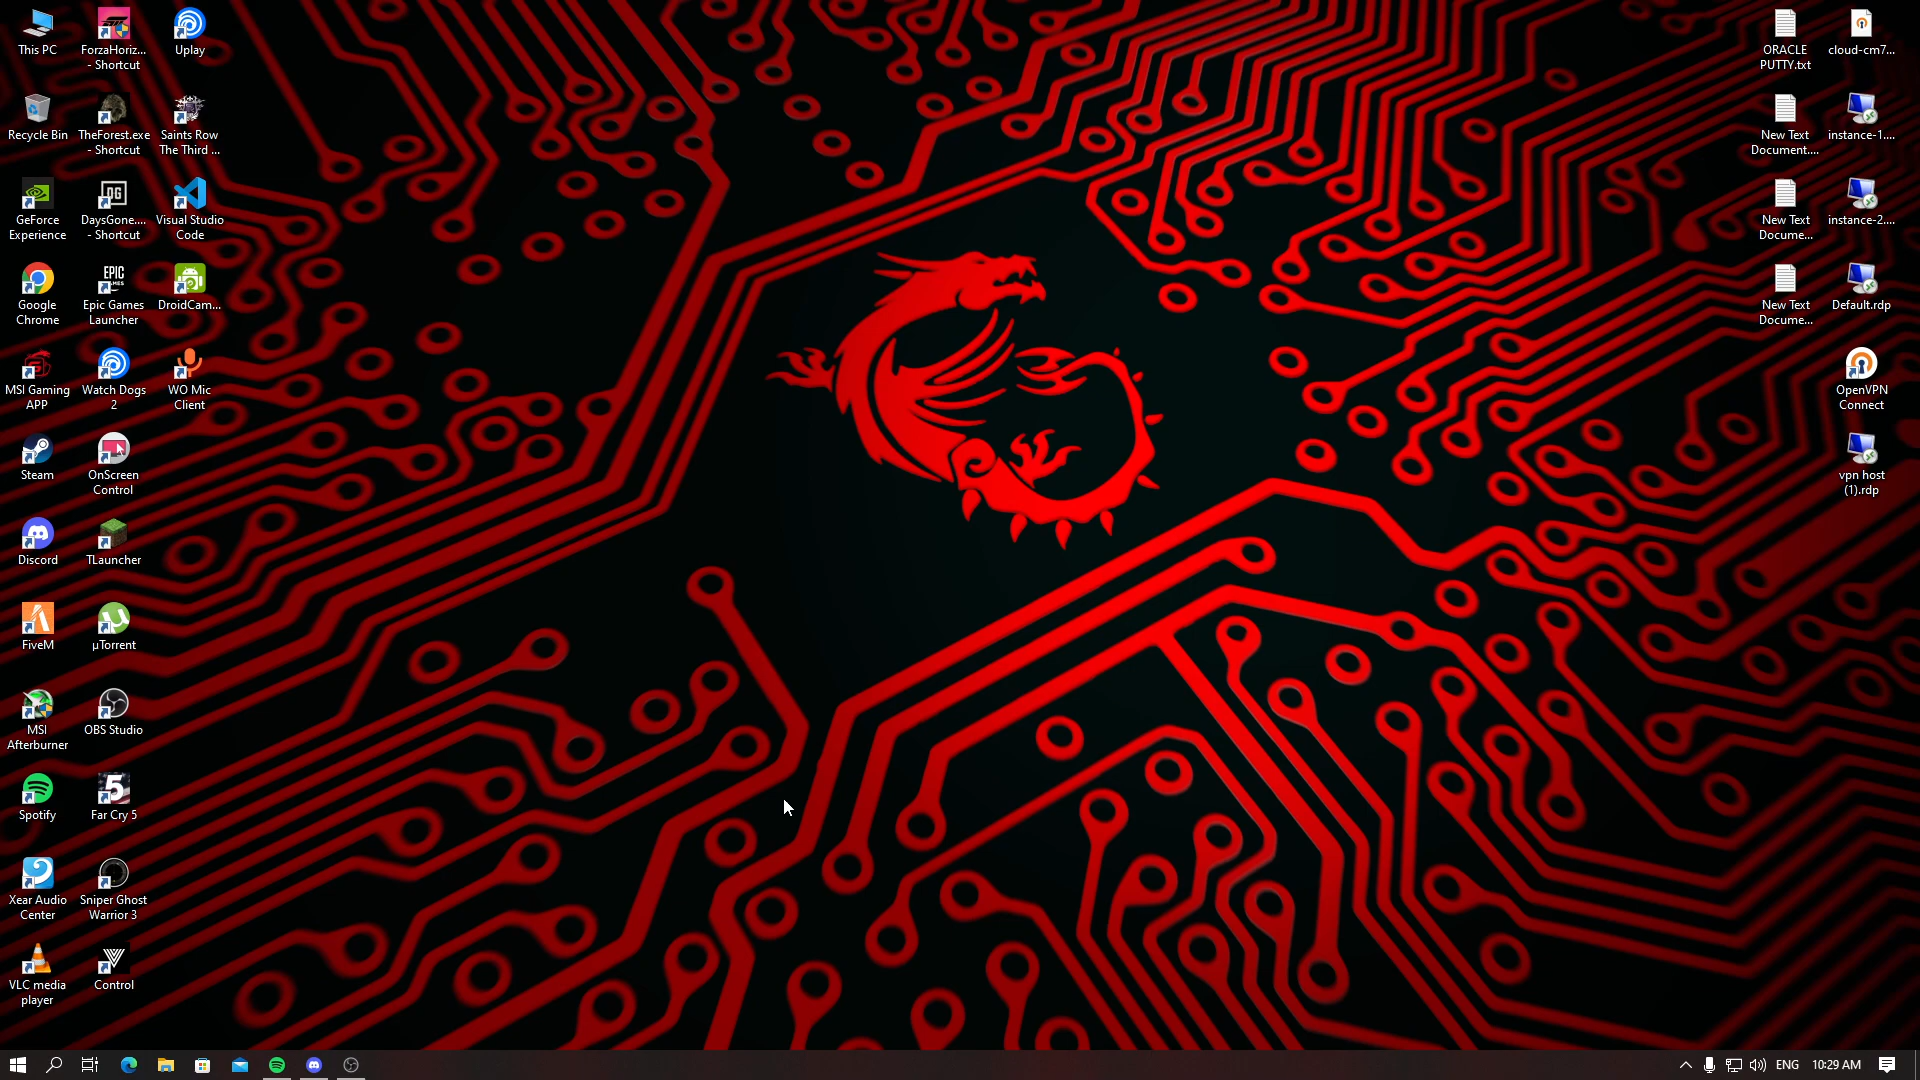 This PC
ForzaHoriz...
- Shortcut
Uplay
Recycle Bin
TheForest.exe
- Shortcut
Saints Row
The Third ...
GeForce
Experience
DaysGone....
- Shortcut
Visual Studio
Code
Google
Chrome
EPIC
GAMES
Epic Games
Launcher
DroidCam...
MSI Gaming
APP
Watch Dogs
2
WO Mic
Client
Steam
OnScreen
Control
Discord
TLauncher
FiveM
µTorrent
MSI
Afterburner
OBS Studio
Spotify
5
Far Cry 5
Xear Audio
Center
Sniper Ghost
Warrior 3
VLC media
player
Control
ORACLE
PUTTY.txt
cloud-cm7...
New Text
Document....
instance-1....
New Text
Docume...
instance-2....
New Text
Docume...
Default.rdp
OpenVPN
Connect
vpn host
(1).rdp
ENG
10:29 AM